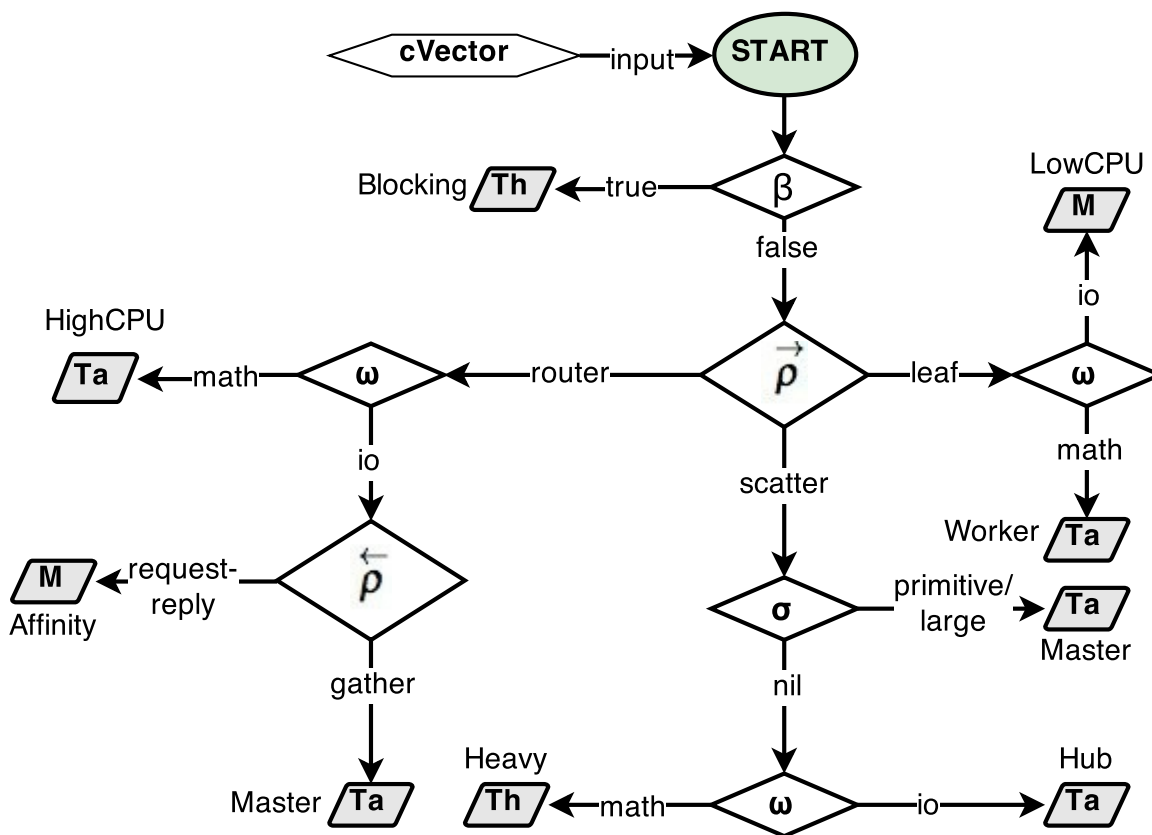 cVector
input
START
LowCPU
M
Blocking
Th
true
β
false
io
HighCPU
Ta
math
ω
router
→
ρ
leaf
ω
io
scatter
math
Worker
Ta
M
request-
reply
Affinity
←
ρ
σ
primitive/
large
Ta
Master
gather
nil
Heavy
Hub
Master
Ta
Th
math
ω
io
Ta